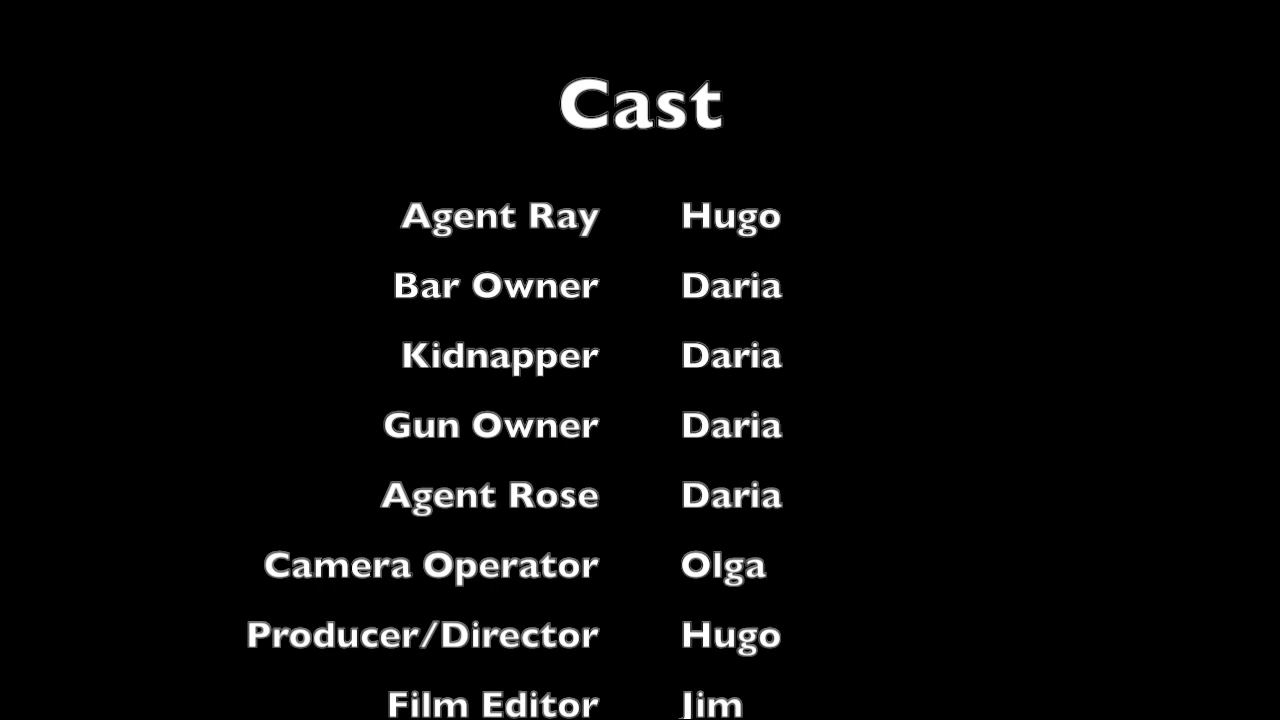 Cast
Agent Ray Hugo
Bar Owner Daria
Kidnapper Daria
Gun Owner Daria
Agent Rose Daria
Camera Operator Olga
Producer/Director Hugo
Film Editor Jim